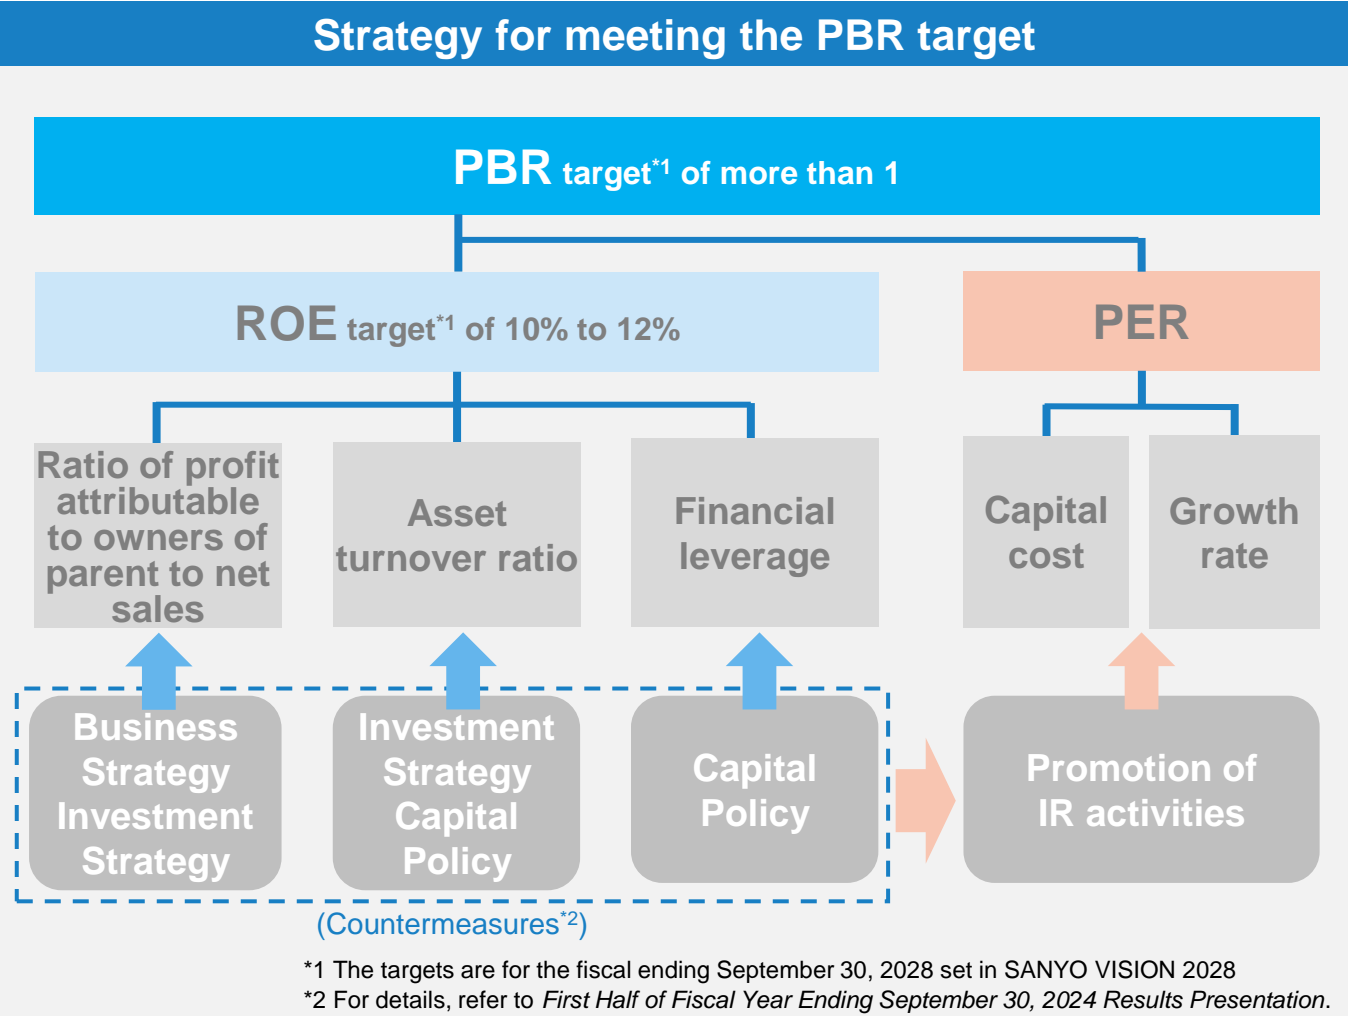 Strategy for meeting the PBR target
PBR target*1 of more than 1
ROE target*1 of 10% to 12%
PER
Ratio of profit
attributable
to owners of
parent to net
sales
Asset
turnover ratio
Financial
leverage
Capital
cost
Growth
rate
Business
Strategy
Investment
Strategy
Investment
Strategy
Capital
Policy
Capital
Policy
Promotion of
IR activities
(Countermeasures*2)
*1 The targets are for the fiscal ending September 30, 2028 set in SANYO VISION 2028
*2 For details, refer to First Half of Fiscal Year Ending September 30, 2024 Results Presentation.